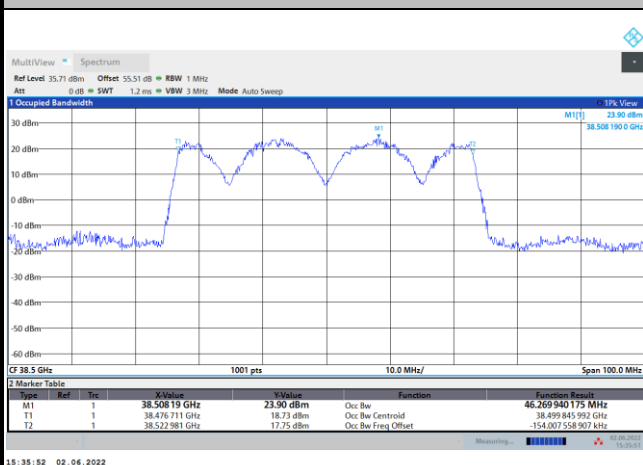 MultiView Spectrum
Ref Level 35.71 dBm Offset 55.51 dB RBW 1 MHz
Att 0 dB SWT 1.2 ms VBW 3 MHz Mode Auto Sweep
1 Occupied Bandwidth 1Pk View
M1[1] 23.90 dBm
38.508 190 0 GHz
30 dBm
M1
T1
T2
20 dBm
10 dBm
0 dBm
-10 dBm
-20 dBm
-30 dBm
-40 dBm
-50 dBm
-60 dBm
CF 38.5 GHz 1001 pts 10.0 MHz/ Span 100.0 MHz
2 Marker Table
Type Ref Trc X-Value Y-Value Function Function Result
M1 1 38.508 19 GHz 23.90 dBm Occ Bw 46.269 940 175 MHz
T1 1 38.476 711 GHz 18.73 dBm Occ Bw Centroid 38.499 845 992 GHz
T2 1 38.522 981 GHz 17.75 dBm Occ Bw Freq Offset -154.007 558 907 kHz
Measuring... 02.06.2022
15:35:51
15:35:52 02.06.2022